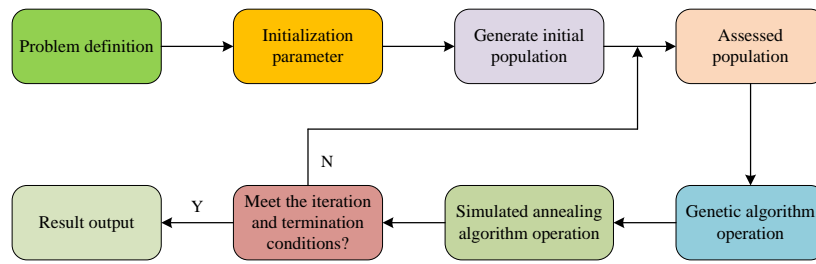 Problem definition
Initialization
parameter
Generate initial
population
Assessed
population
N
Result output
Y
Meet the iteration
and termination
conditions?
Simulated annealing
algorithm operation
Genetic algorithm
operation